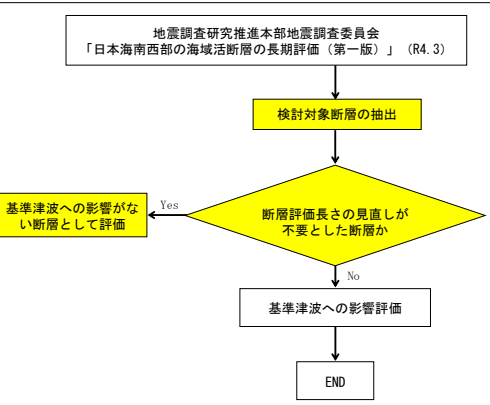 地震調査研究推進本部地震調査委員会
「日本海南西部の海域活断層の長期評価（第一版）」（R4.3）
検討対象断層の抽出
断層評価長さの見直しが
不要とした断層か
Yes
基準津波への影響がな
い断層として評価
No
基準津波への影響評価
END